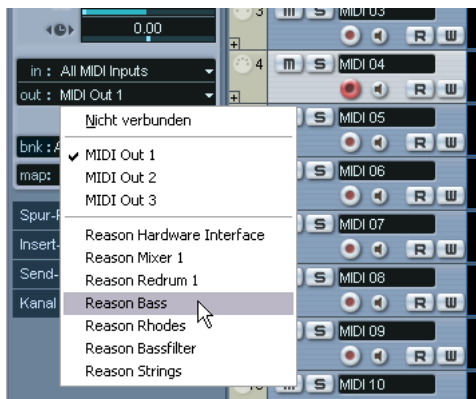 0.00
in : All MIDI Inputs
out : MIDI Out 1
bnk :
map:
Spur-
Insert-
Send-
Kanal
Nicht verbunden
MIDI Out 1
MIDI Out 2
MIDI Out 3
Reason Hardware Interface
Reason Mixer 1
Reason Redrum 1
Reason Bass
Reason Rhodes
Reason Bassfilter
Reason Strings
3 m S MIDI 03
R W
4 m S MIDI 04
R W
S MIDI 05
R W
S MIDI 06
R W
S MIDI 07
R W
S MIDI 08
R W
S MIDI 09
R W
m S MIDI 10